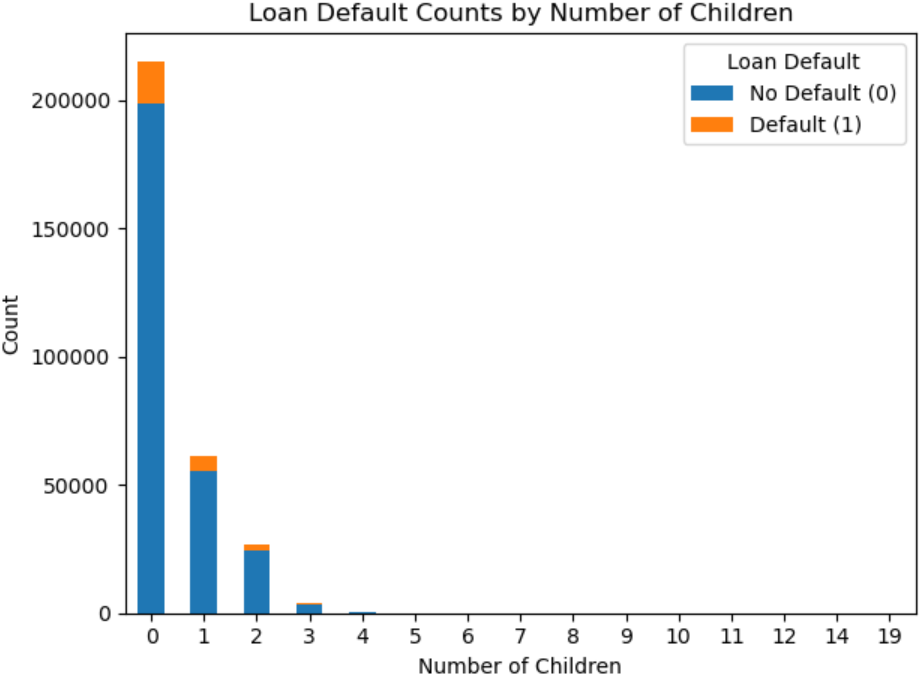 Loan Default Counts by Number of Children
Loan Default
No Default (0)
Default (1)
200000
150000
100000
50000
0
Count
0 1 2 3 4 5 6 7 8 9 10 11 12 14 19
Number of Children